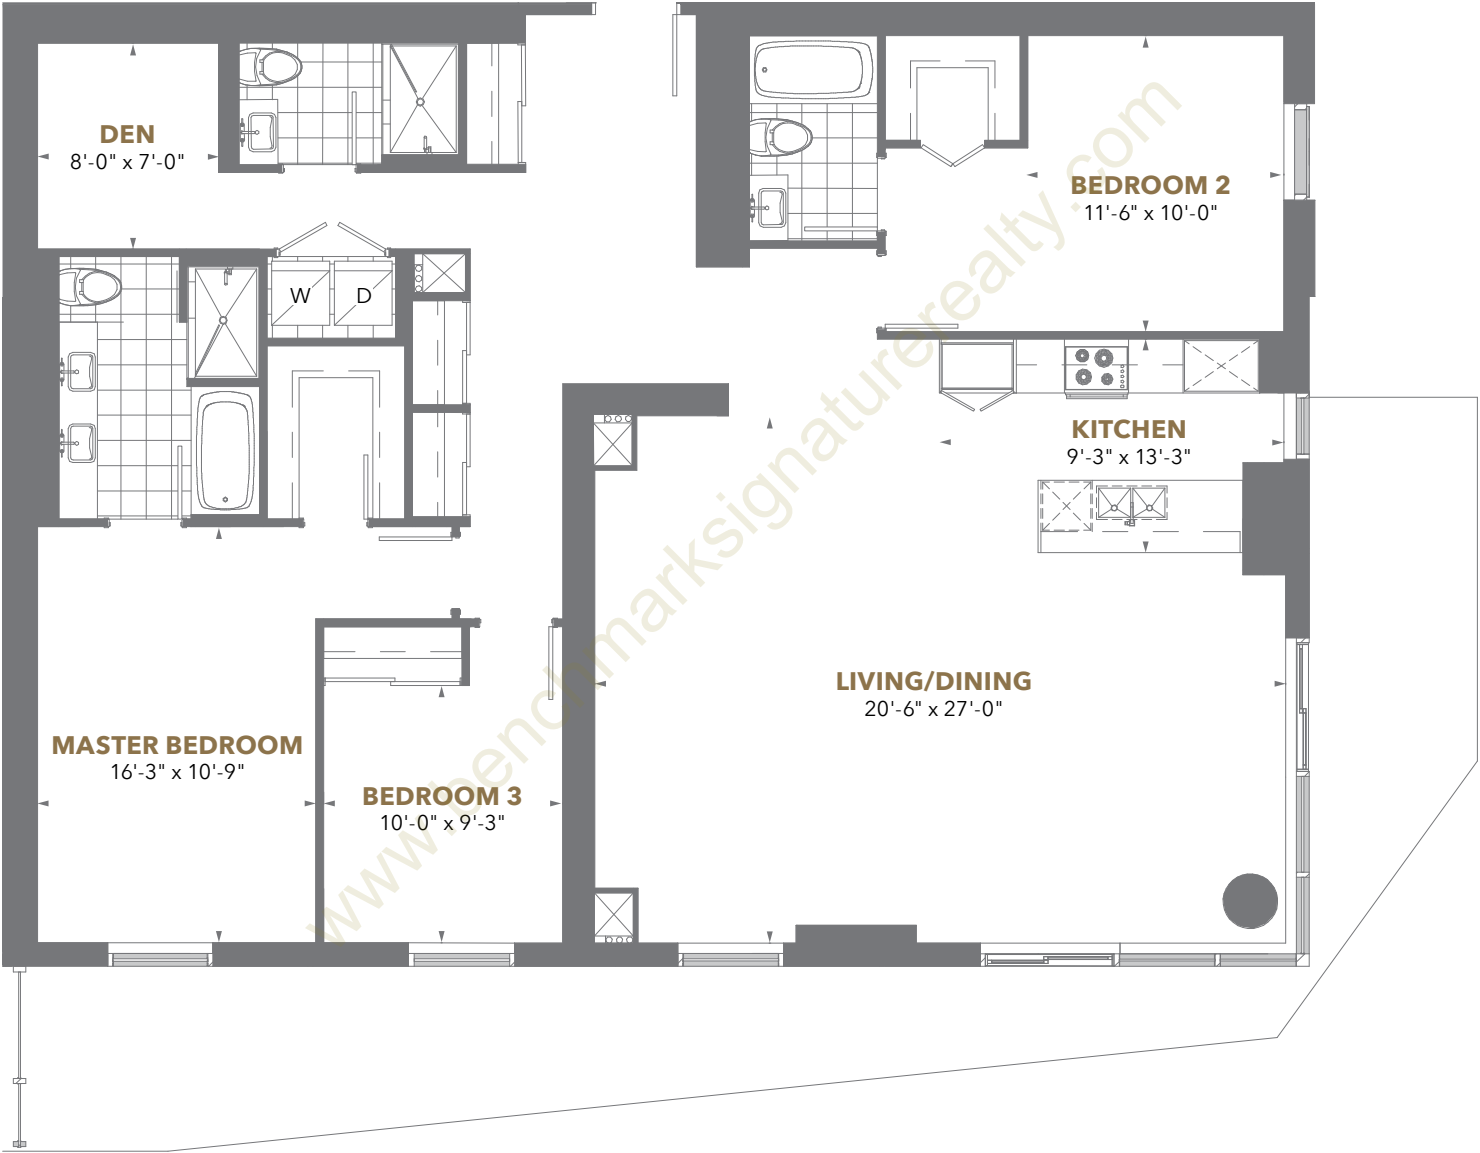 DEN
8'-0" x 7'-0"
BEDROOM 2
11'-6" x 10'-0"
W
D
KITCHEN
9'-3" x 13'-3"
LIVING/DINING
20'-6" x 27'-0"
MASTER BEDROOM
16'-3" x 10'-9"
BEDROOM 3
10'-0" x 9'-3"
www.benchmarksignaturerealty.com